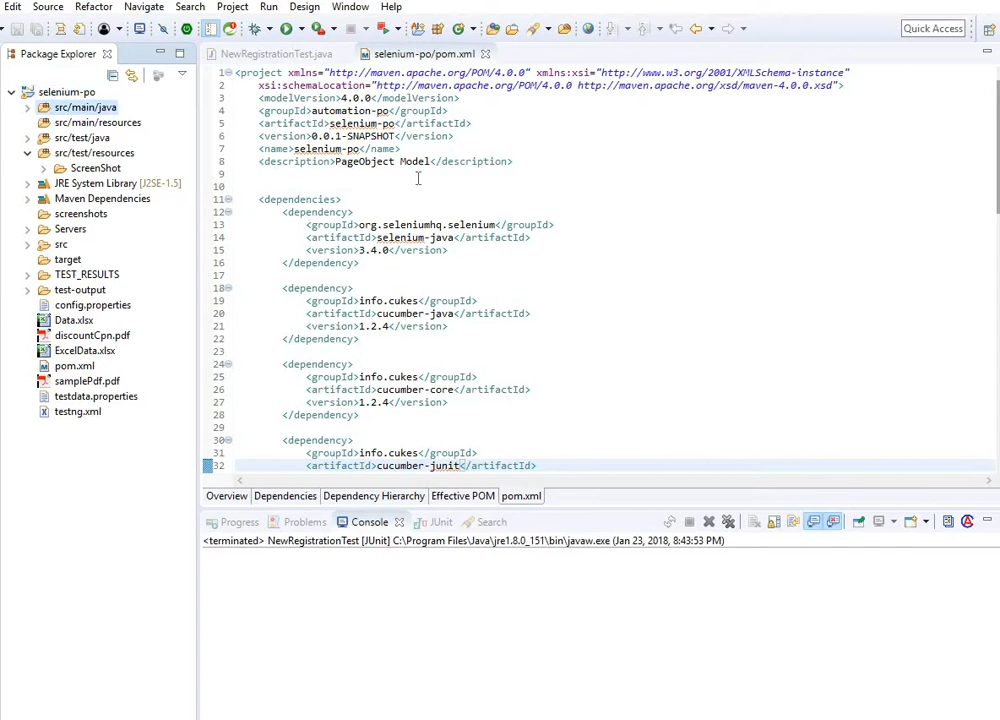 Edit Source Refactor Navigate Search Project Run Design Window Help
Quick Access
Package Explorer
NewRegistrationTest.java
selenium-po/pom.xml
selenium-po
src/main/java
src/main/resources
src/test/java
src/test/resources
ScreenShot
JRE System Library [J2SE-1.5]
Maven Dependencies
screenshots
Servers
src
target
TEST_RESULTS
test-output
config.properties
Data.xlsx
discountCpn.pdf
ExcelData.xlsx
pom.xml
samplePdf.pdf
testdata.properties
testng.xml
1 <project xmlns="http://maven.apache.org/POM/4.0.0" xmlns:xsi="http://www.w3.org/2001/XMLSchema-instance"
2 xsi:schemaLocation="http://maven.apache.org/POM/4.0.0 http://maven.apache.org/xsd/maven-4.0.0.xsd">
3 <modelVersion>4.0.0</modelVersion>
4 <groupId>automation-po</groupId>
5 <artifactId>selenium-po</artifactId>
6 <version>0.0.1-SNAPSHOT</version>
7 <name>selenium-po</name>
8 <description>PageObject Model</description>
9
10
11 <dependencies>
12 <dependency>
13 <groupId>org.seleniumhq.selenium</groupId>
14 <artifactId>selenium-java</artifactId>
15 <version>3.4.0</version>
16 </dependency>
17
18 <dependency>
19 <groupId>info.cukes</groupId>
20 <artifactId>cucumber-java</artifactId>
21 <version>1.2.4</version>
22 </dependency>
23
24 <dependency>
25 <groupId>info.cukes</groupId>
26 <artifactId>cucumber-core</artifactId>
27 <version>1.2.4</version>
28 </dependency>
29
30 <dependency>
31 <groupId>info.cukes</groupId>
32 <artifactId>cucumber-junit</artifactId>
Overview Dependencies Dependency Hierarchy Effective POM pom.xml
Progress Problems Console JUnit Search
<terminated> NewRegistrationTest [JUnit] C:\Program Files\Java\jre1.8.0_151\bin\javaw.exe (Jan 23, 2018, 8:43:53 PM)